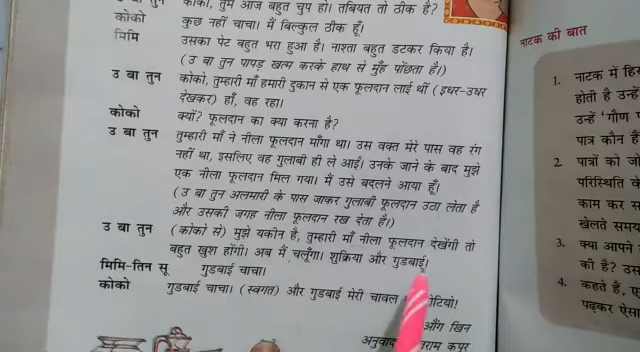 उ बा तुन कोको, तुम आज बहुत चुप हो। तबियत तो ठीक है?
कोको कुछ नहीं चाचा। मैं बिल्कुल ठीक हूँ।
मिमि उसका पेट बहुत भरा हुआ है। नाश्ता बहुत डटकर किया है।
(उ बा तुन पापड़ खत्म करके हाथ से मुँह पोंछता है।)
उ बा तुन कोको, तुम्हारी माँ हमारी दुकान से एक फूलदान लाई थीं (इधर-उधर
देखकर) हाँ, वह रहा।
कोको क्यों? फूलदान का क्या करना है?
उ बा तुन तुम्हारी माँ ने नीला फूलदान माँगा था। उस वक्त मेरे पास वह रंग
नहीं था, इसलिए वह गुलाबी ही ले आईं। उनके जाने के बाद मुझे
एक नीला फूलदान मिल गया। मैं उसे बदलने आया हूँ।
(उ बा तुन अलमारी के पास जाकर गुलाबी फूलदान उठा लेता है
और उसकी जगह नीला फूलदान रख देता है।)
उ बा तुन (कोको से) मुझे यकीन है, तुम्हारी माँ नीला फूलदान देखेंगी तो
बहुत खुश होंगी। अब मैं चलूँगा। शुक्रिया और गुडबाई।
मिमि-तिन सू गुडबाई चाचा।
कोको गुडबाई चाचा। (स्वगत) और गुडबाई मेरी चावल
औंग खिन
अनुवाद कपूर
नाटक की बात
1. नाटक में
होती है उन्हें
उन्हें
पात्र कौन
2. पात्रों को जो
परिस्थिति
काम कर
खेलते समय
3. क्या आपने
की है?
4. कहते हैं,
पढ़कर ऐसा